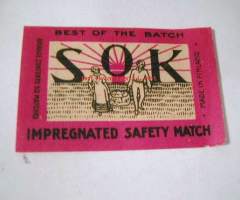 BEST OF THE BATCH
SOK
MADE IN FINLAND
IMPREGNATED SAFETY MATCH